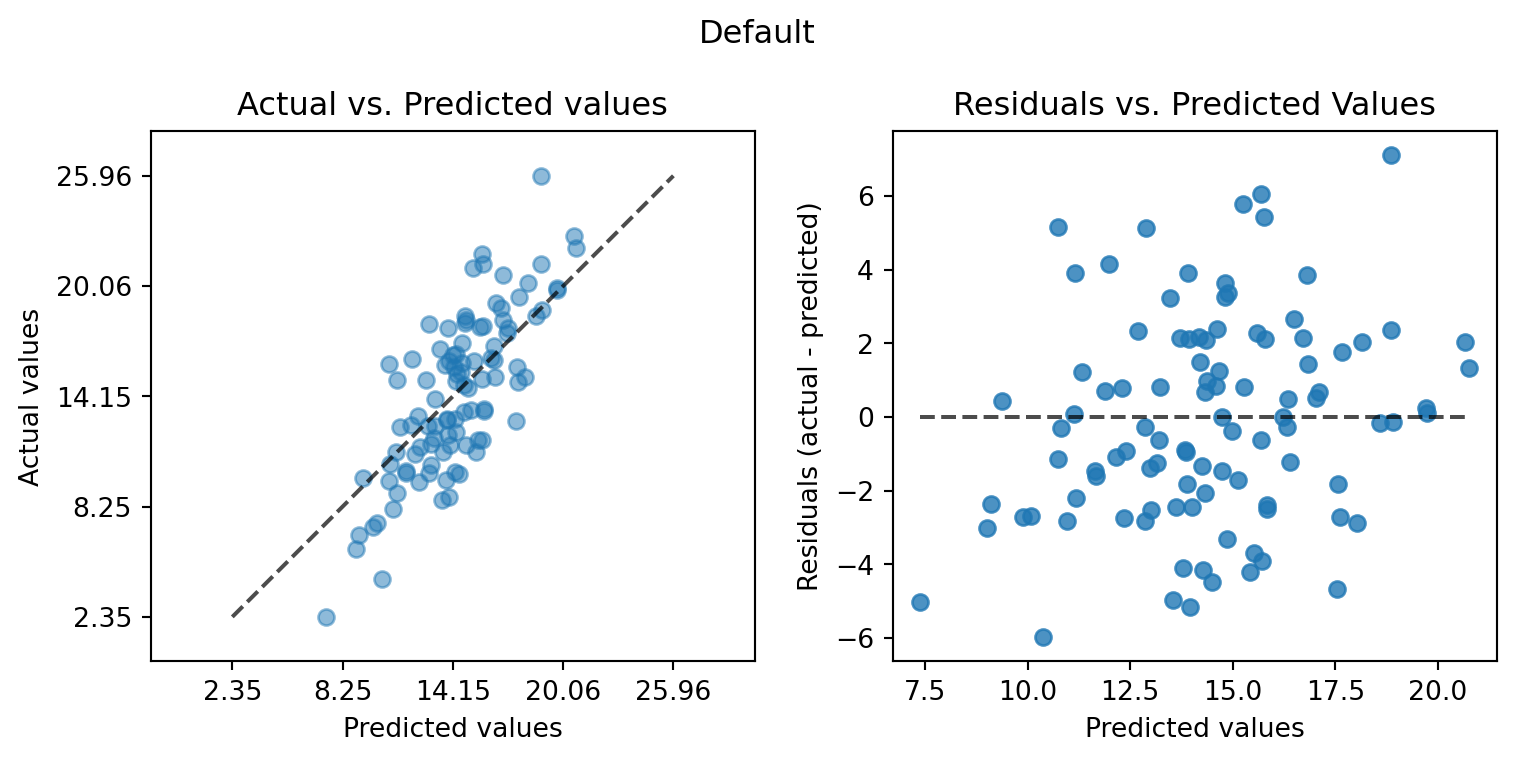 Default
Actual vs. Predicted values
Actual values
25.96
20.06
14.15
8.25
2.35
2.35 8.25 14.15 20.06 25.96
Predicted values
Residuals vs. Predicted Values
Residuals (actual - predicted)
6
4
2
0
−2
−4
−6
7.5 10.0 12.5 15.0 17.5 20.0
Predicted values